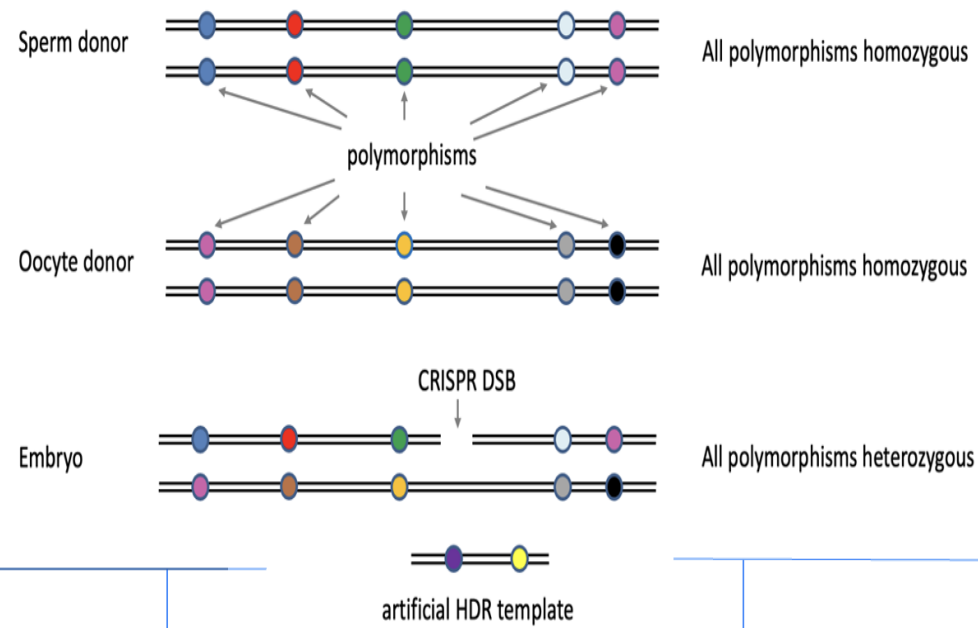 Sperm donor
All polymorphisms homozygous
polymorphisms
Oocyte donor
All polymorphisms homozygous
CRISPR DSB
Embryo
All polymorphisms heterozygous
artificial HDR template